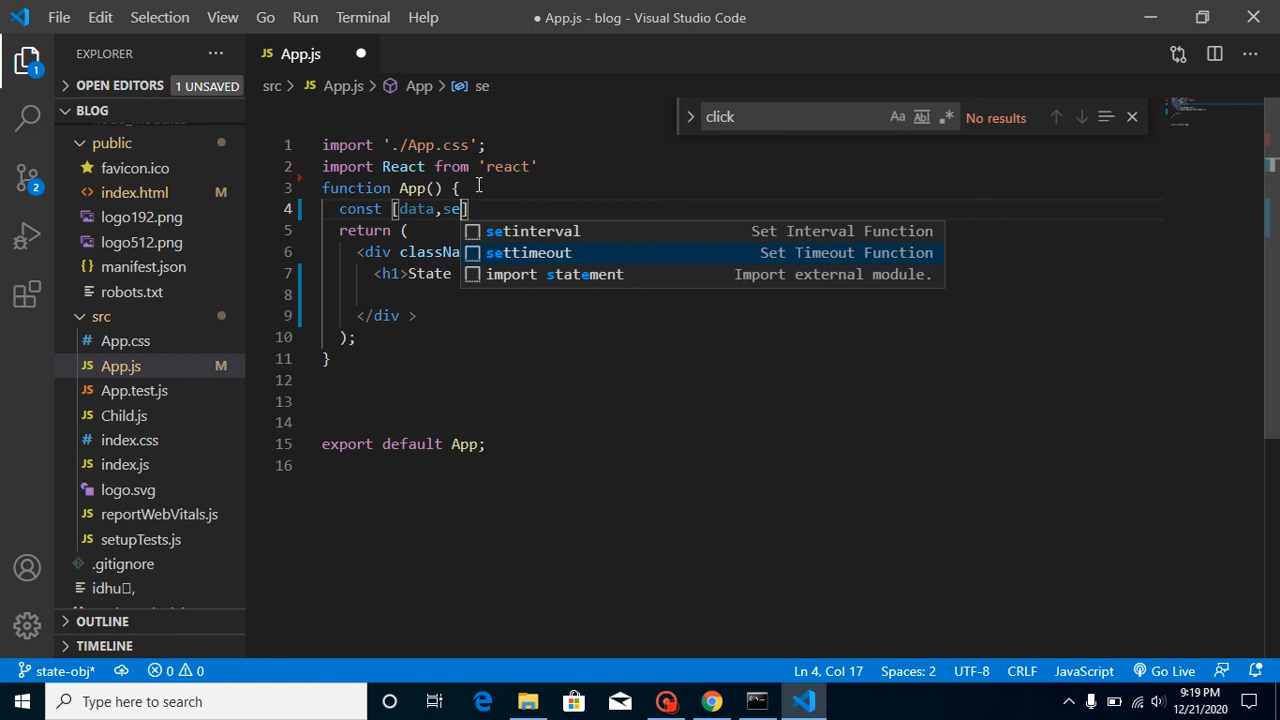 File Edit Selection View Go Run Terminal Help
● App.js - blog - Visual Studio Code
EXPLORER
OPEN EDITORS 1 UNSAVED
BLOG
public
favicon.ico
index.html
logo192.png
logo512.png
manifest.json
robots.txt
src
App.css
App.js M
App.test.js
Child.js
index.css
index.js
logo.svg
reportWebVitals.js
setupTests.js
.gitignore
OUTLINE
TIMELINE
1
2
JS App.js
src > JS App.js > App > se
click
Aa
No results
1 import './App.css';
2 import React from 'react'
3 function App() {
4 const [data,se]
5 return (
6 <div classNa
7 <h1>State
8
9 </div >
10 );
11 }
12
13
14
15 export default App;
16
setinterval Set Interval Function
settimeout Set Timeout Function
import statement Import external module.
state-obj* 0 0
Ln 4, Col 17 Spaces: 2 UTF-8 CRLF JavaScript Go Live
Type here to search
9:19 PM
12/21/2020